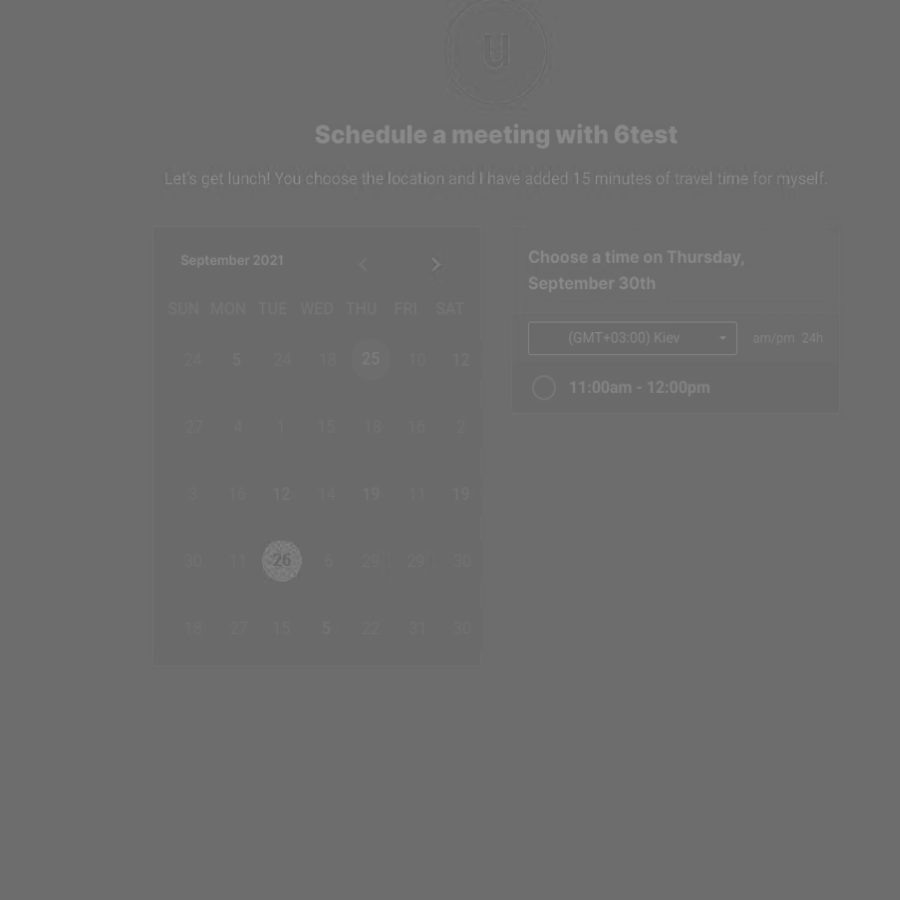 u
Schedule a meeting with 6test
Let's get lunch! You choose the location and I have added 15 minutes of travel time for myself.
September 2021
SUN MON TUE WED THU FRI SAT
24 5 24 18 25 10 12
27 4 1 15 18 16 2
3 16 12 14 19 11 19
30 11 26 6 29 29 30
18 27 15 5 22 31 30
Choose a time on Thursday,
September 30th
(GMT+03:00) Kiev am/pm 24h
11:00am - 12:00pm